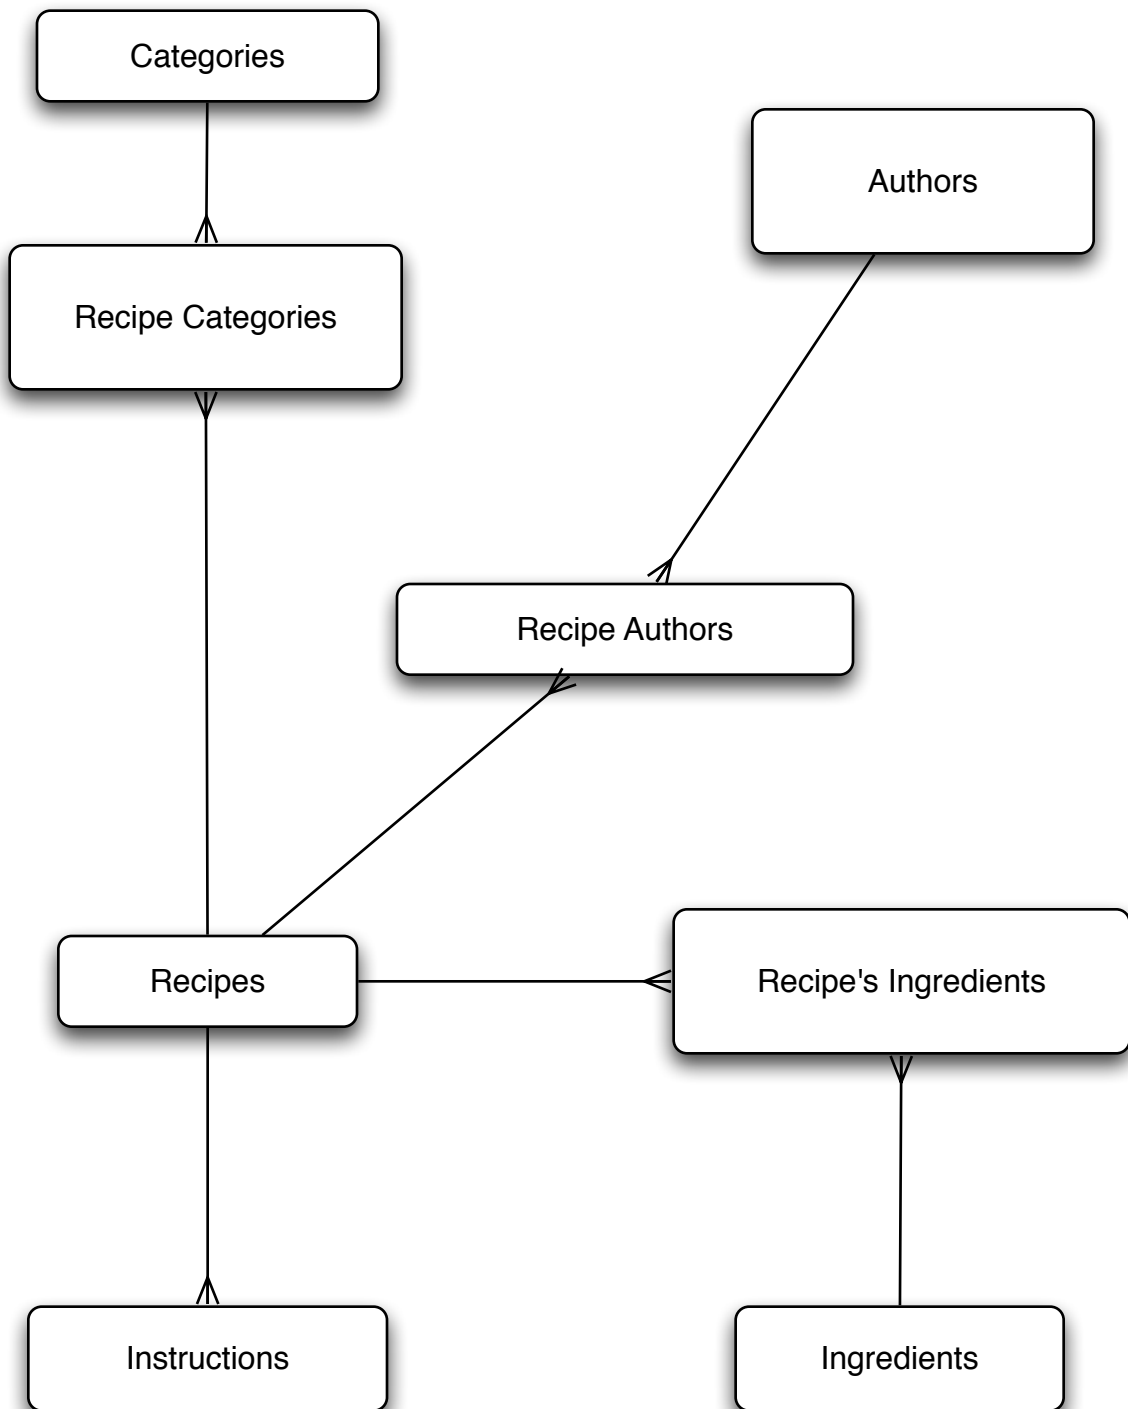 Categories
Authors
Recipe Categories
Recipe Authors
Recipes
Recipe's Ingredients
Instructions
Ingredients